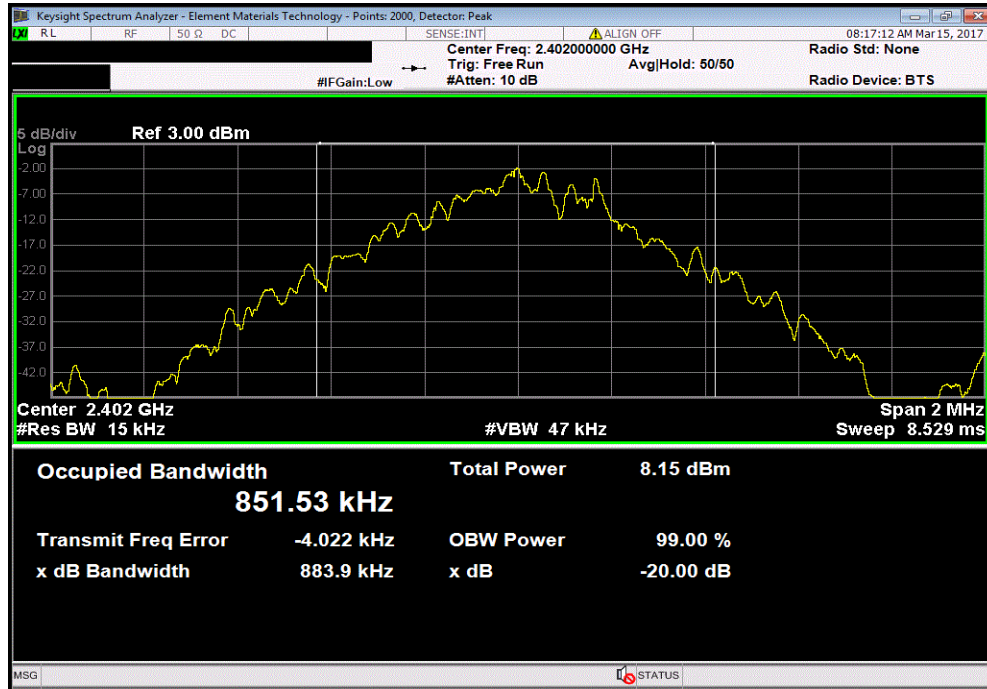 Keysight Spectrum Analyzer - Element Materials Technology - Points: 2000, Detector: Peak
LXI RL RF 50 Ω DC SENSE:INT ALIGN OFF 08:17:12 AM Mar 15, 2017
Center Freq: 2.402000000 GHz Radio Std: None
Trig: Free Run Avg|Hold: 50/50
#IFGain:Low #Atten: 10 dB Radio Device: BTS
5 dB/div Ref 3.00 dBm
Log
-2.00
-7.00
-12.0
-17.0
-22.0
-27.0
-32.0
-37.0
-42.0
Center 2.402 GHz Span 2 MHz
#Res BW 15 kHz #VBW 47 kHz Sweep 8.529 ms
Occupied Bandwidth Total Power 8.15 dBm
851.53 kHz
Transmit Freq Error -4.022 kHz OBW Power 99.00 %
x dB Bandwidth 883.9 kHz x dB -20.00 dB
MSG STATUS